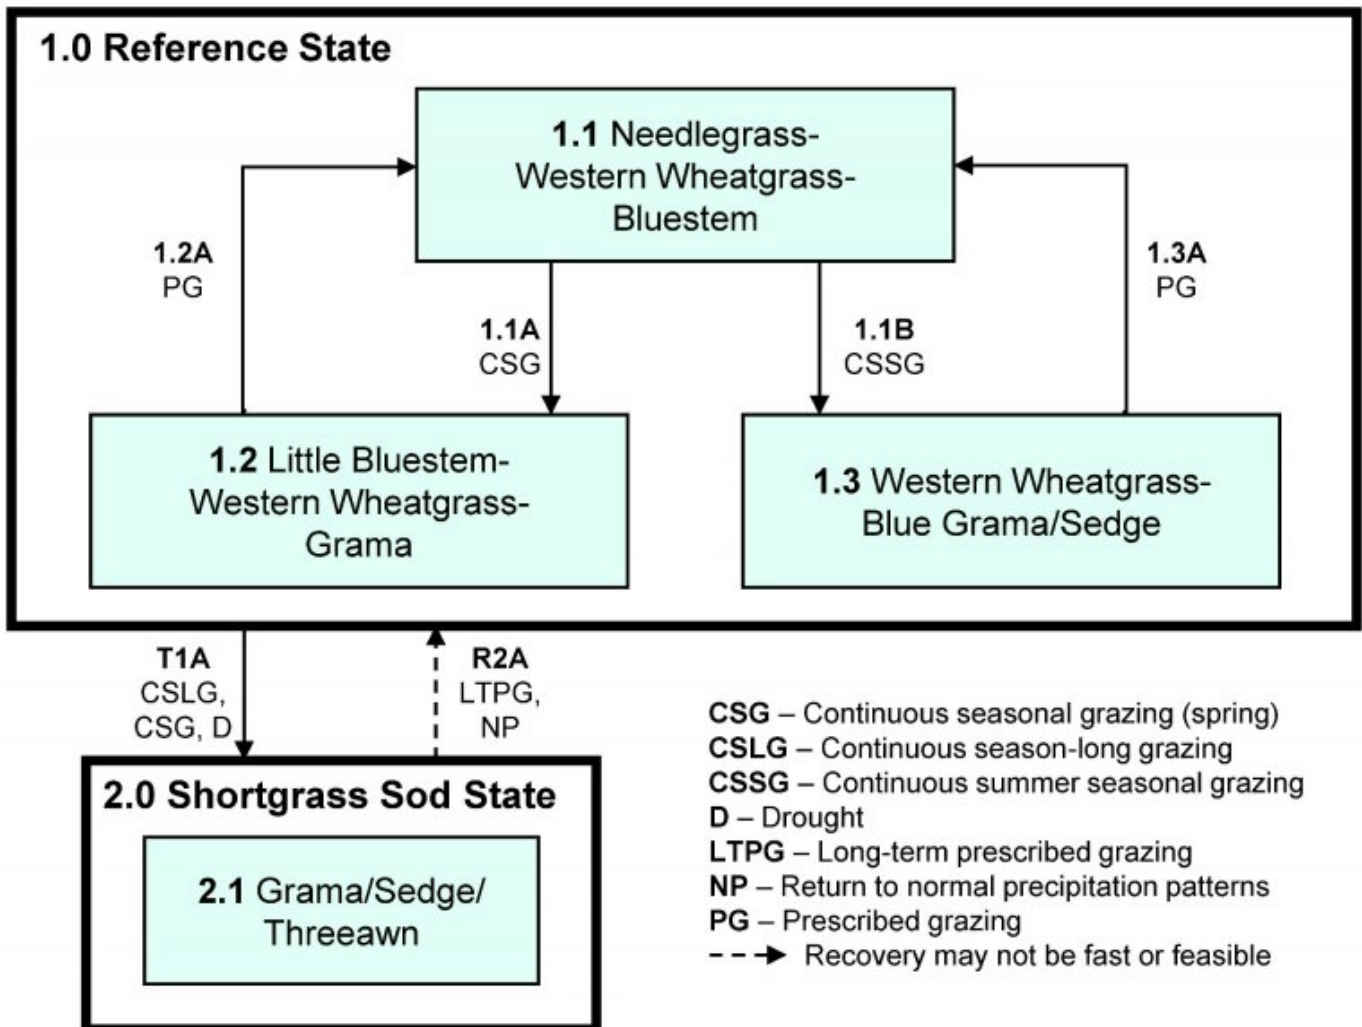 1.0 Reference State
1.1 Needlegrass-
Western Wheatgrass-
Bluestem
1.2A
PG
1.1A
CSG
1.1B
CSSG
1.3A
PG
1.2 Little Bluestem-
Western Wheatgrass-
Grama
1.3 Western Wheatgrass-
Blue Grama/Sedge
T1A
CSLG,
CSG, D
R2A
LTPG,
NP
2.0 Shortgrass Sod State
2.1 Grama/Sedge/
Threeawn
CSG – Continuous seasonal grazing (spring)
CSLG – Continuous season-long grazing
CSSG – Continuous summer seasonal grazing
D – Drought
LTPG – Long-term prescribed grazing
NP – Return to normal precipitation patterns
PG – Prescribed grazing
Recovery may not be fast or feasible